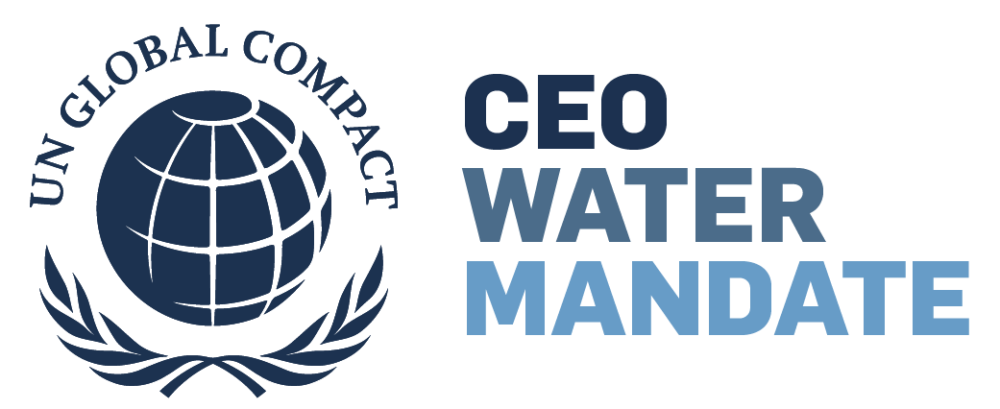 UN GLOBAL COMPACT
CEO
WATER
MANDATE